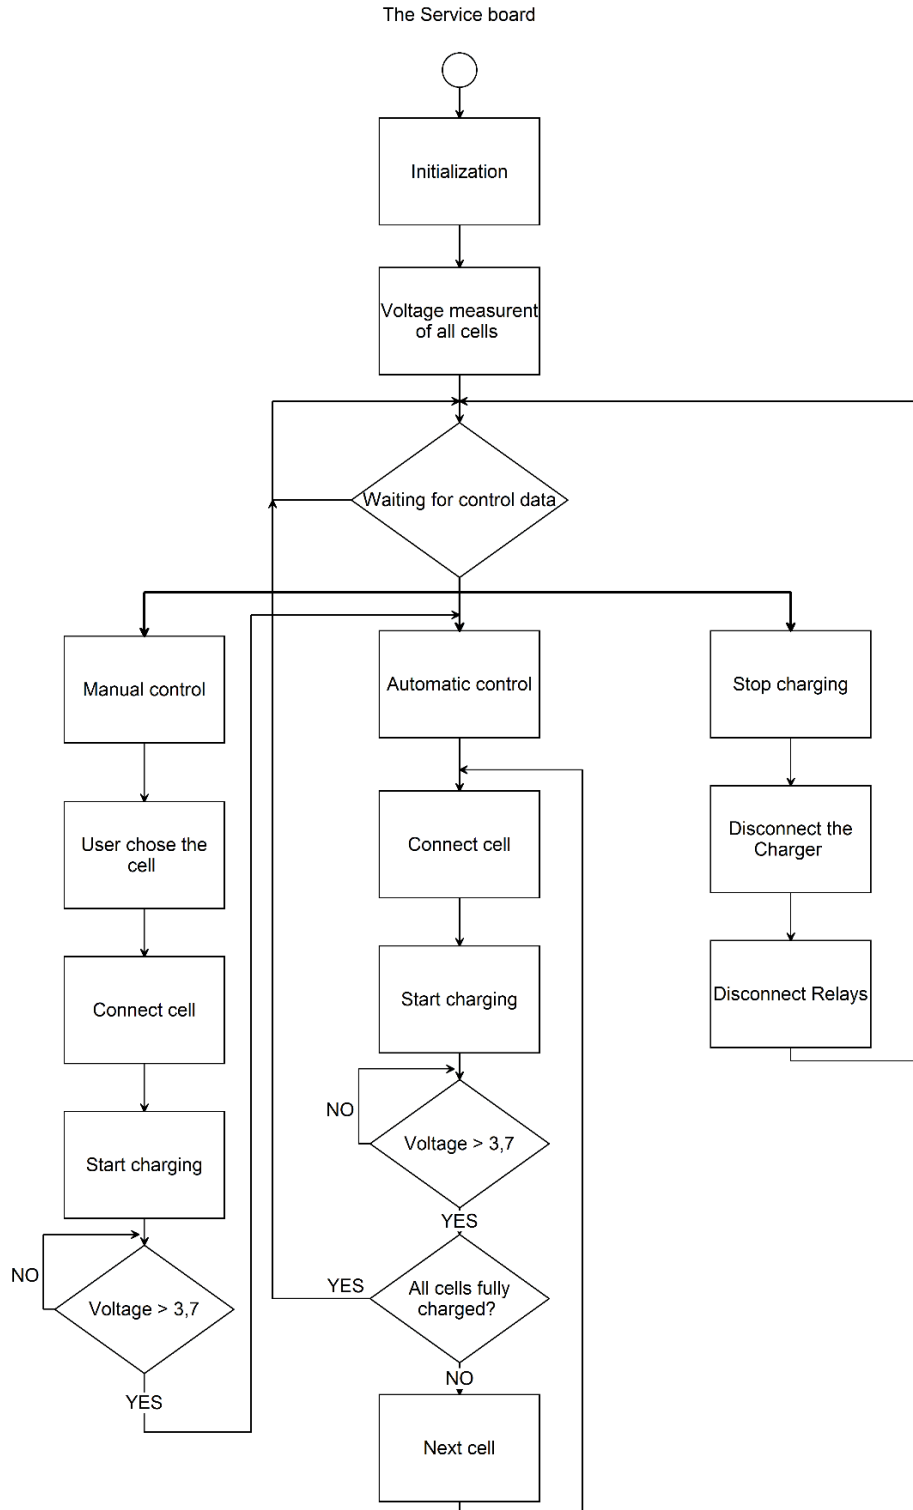 The Service board
Initialization
Voltage measurent
of all cells
Waiting for control data
Manual control
User chose the
cell
Connect cell
Start charging
NO
Voltage > 3,7
YES
Automatic control
Connect cell
Start charging
NO
Voltage > 3,7
YES
YES
All cells fully
charged?
NO
Next cell
Stop charging
Disconnect the
Charger
Disconnect Relays